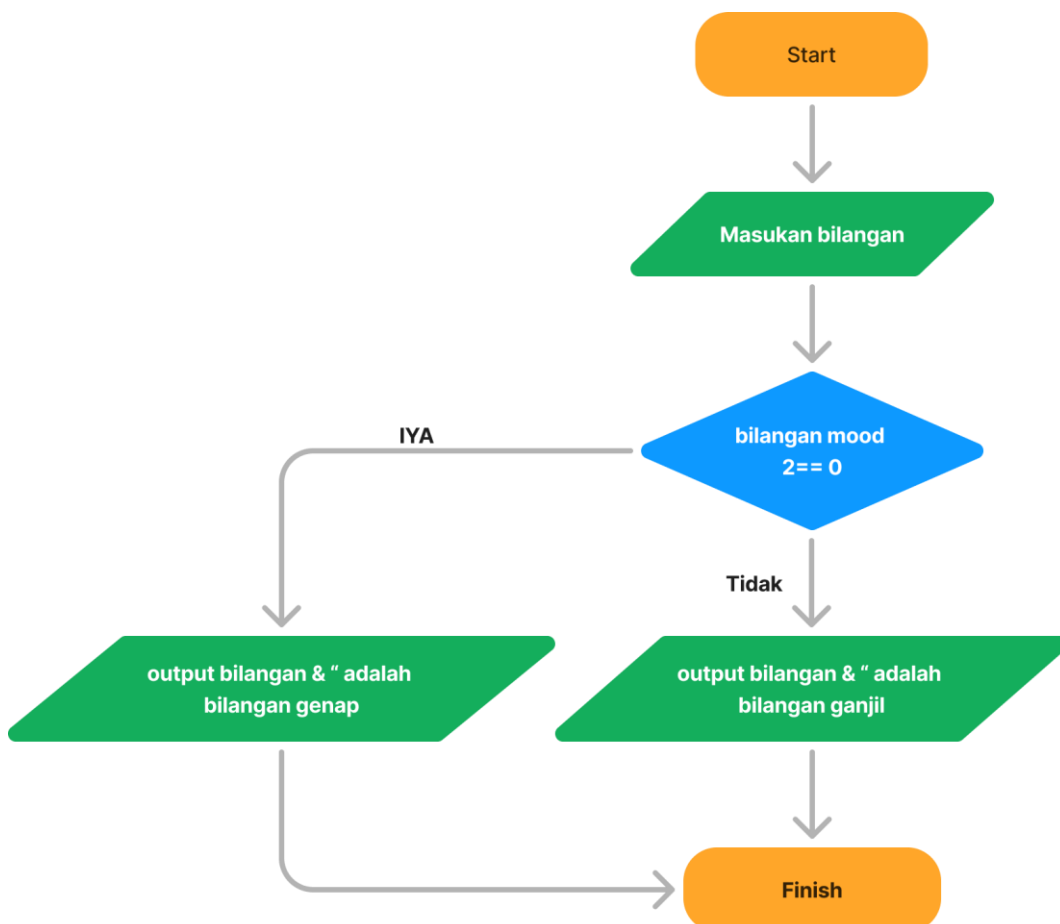 Start
Masukan bilangan
bilangan mood
2== 0
IYA
Tidak
output bilangan & “ adalah
bilangan genap
output bilangan & “ adalah
bilangan ganjil
Finish